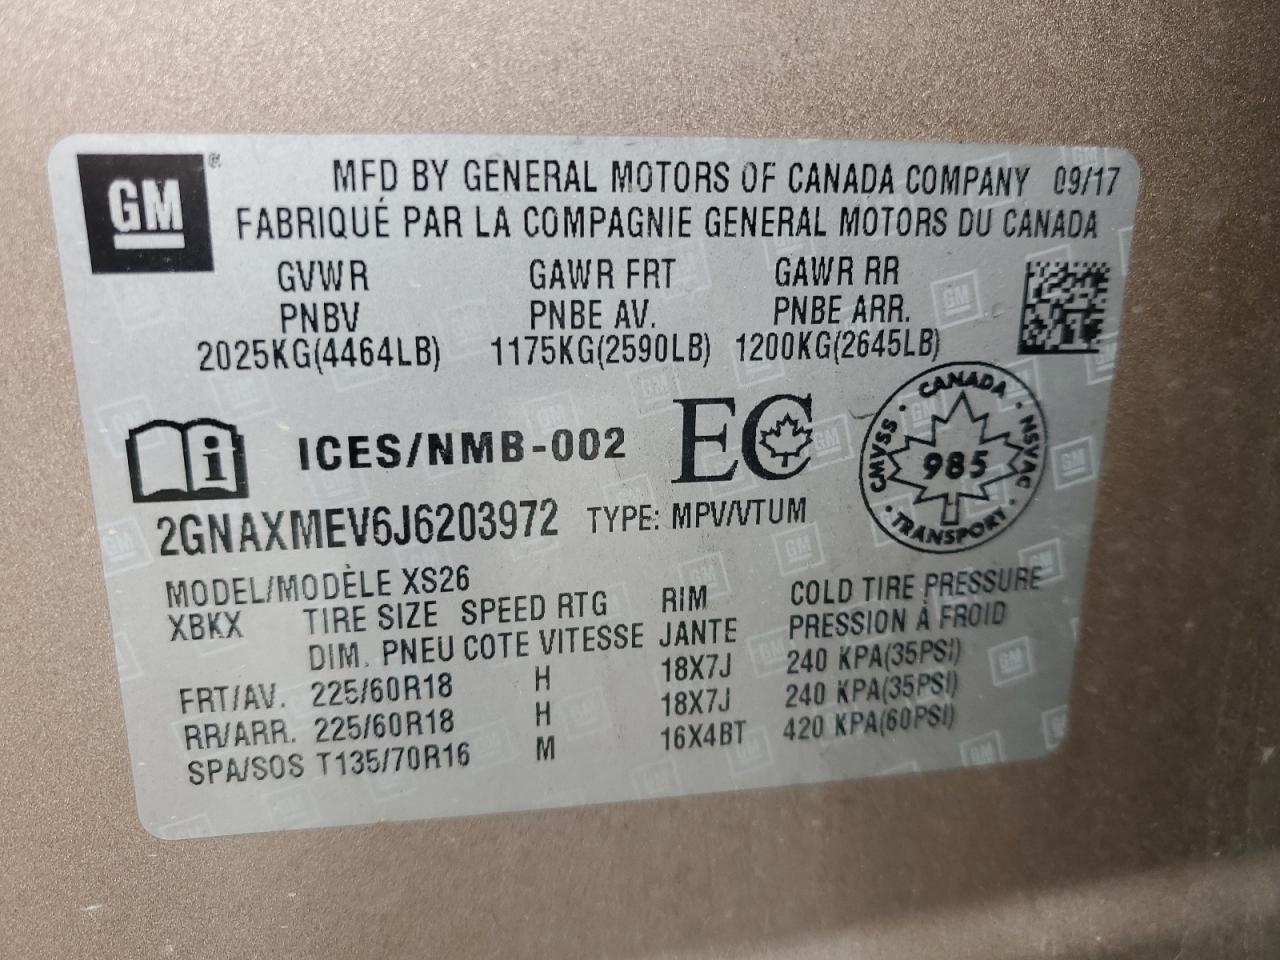 GM®
MFD BY GENERAL MOTORS OF CANADA COMPANY 09/17
FABRIQUÉ PAR LA COMPAGNIE GENERAL MOTORS DU CANADA
GVWR GAWR FRT GAWR RR
PNBV PNBE AV. PNBE ARR.
2025KG(4464LB) 1175KG(2590LB) 1200KG(2645LB)
i ICES/NMB-002 EC
CANADA · NSVAC · TRANSPORT · CMVSS ·
985
2GNAXMEV6J6203972 TYPE: MPV/VTUM
MODEL/MODÈLE XS26
XBKX TIRE SIZE SPEED RTG RIM COLD TIRE PRESSURE
DIM. PNEU COTE VITESSE JANTE PRESSION À FROID
FRT/AV. 225/60R18 H 18X7J 240 KPA(35PSI)
RR/ARR. 225/60R18 H 18X7J 240 KPA(35PSI)
SPA/SOS T135/70R16 M 16X4BT 420 KPA(60PSI)